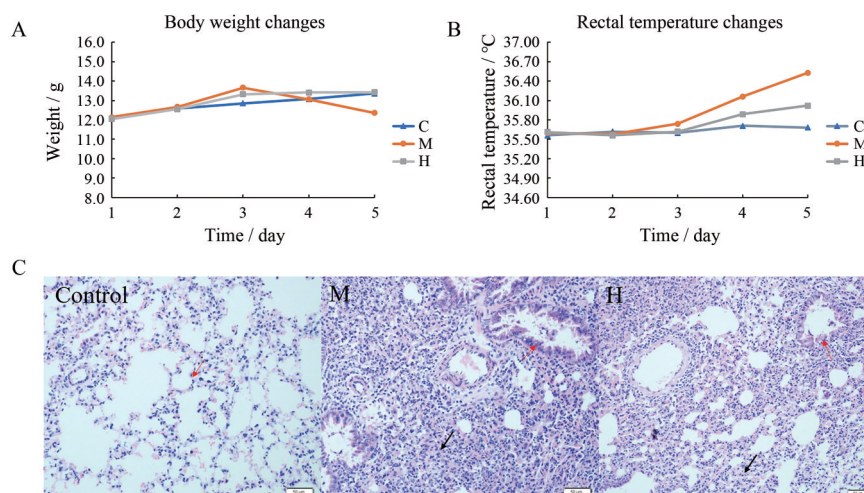 A
Body weight changes
16.0
15.0
14.0
13.0
12.0
11.0
10.0
9.0
8.0
Weight / g
1
2
3
4
5
Time / day
C
M
H
B
Rectal temperature changes
37.00
36.70
36.40
36.10
35.80
35.50
35.20
34.90
34.60
Rectal temperature / °C
1
2
3
4
5
Time / day
C
M
H
C
Control
M
H